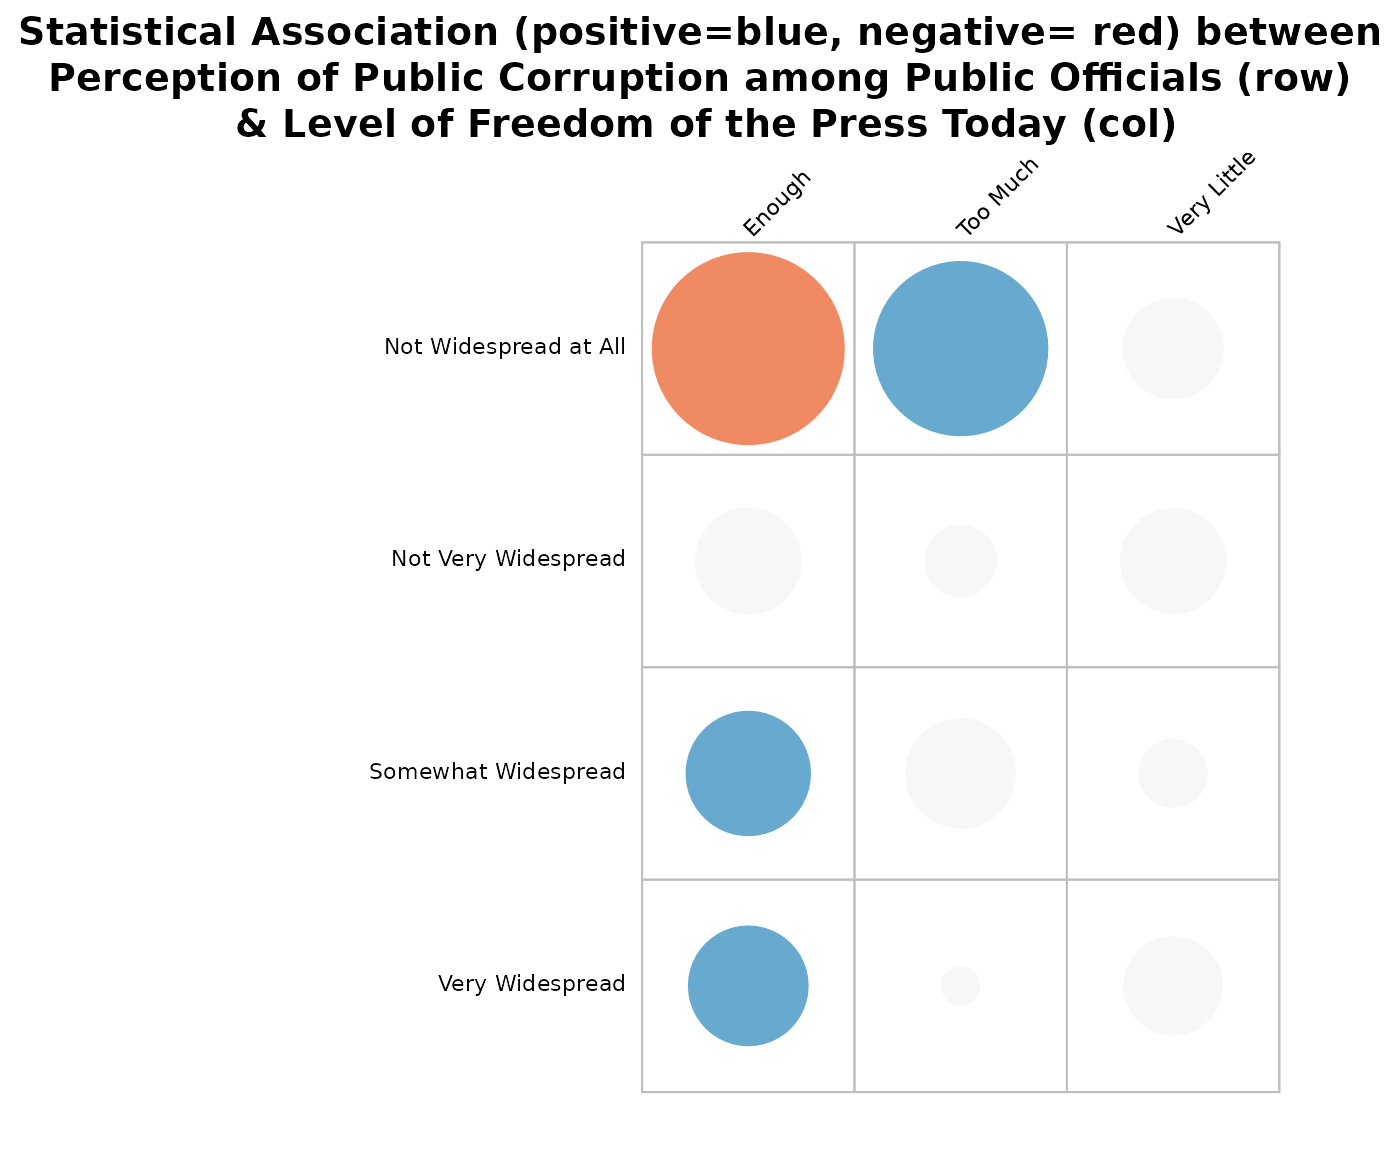 Statistical Association (positive=blue, negative= red) between
Perception of Public Corruption among Public Officials (row)
& Level of Freedom of the Press Today (col)
Enough
Too Much
Very Little
Not Widespread at All
Not Very Widespread
Somewhat Widespread
Very Widespread